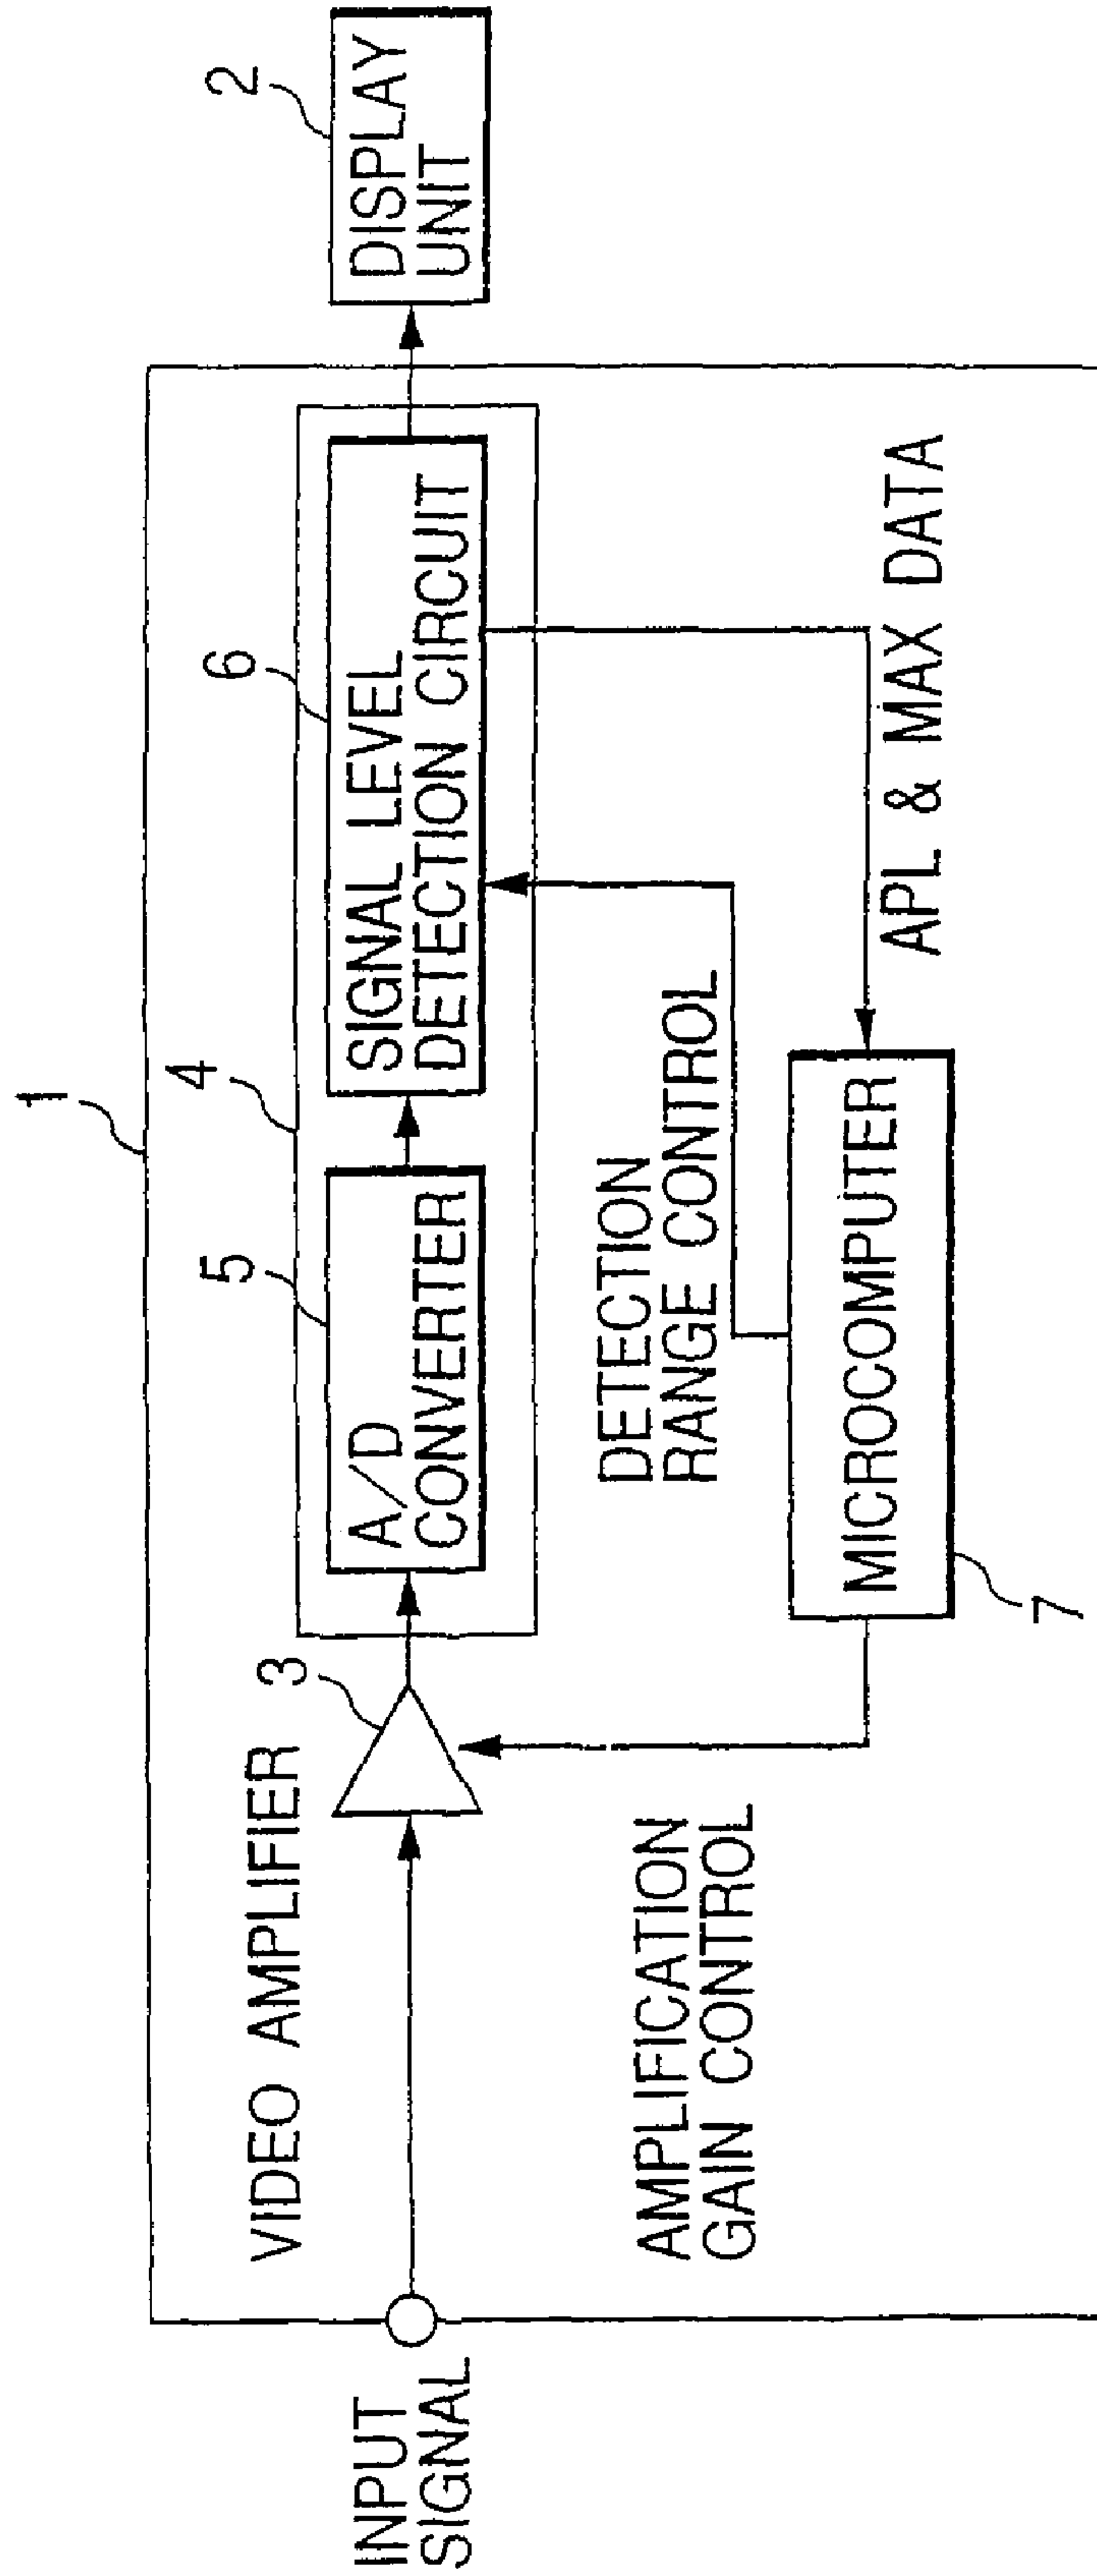 1
2
DISPLAY
UNIT
4
6
SIGNAL LEVEL
DETECTION CIRCUIT
5
A/D
CONVERTER
VIDEO AMPLIFIER
3
INPUT
SIGNAL
AMPLIFICATION
GAIN CONTROL
DETECTION
RANGE CONTROL
MICROCOMPUTER
7
APL & MAX DATA